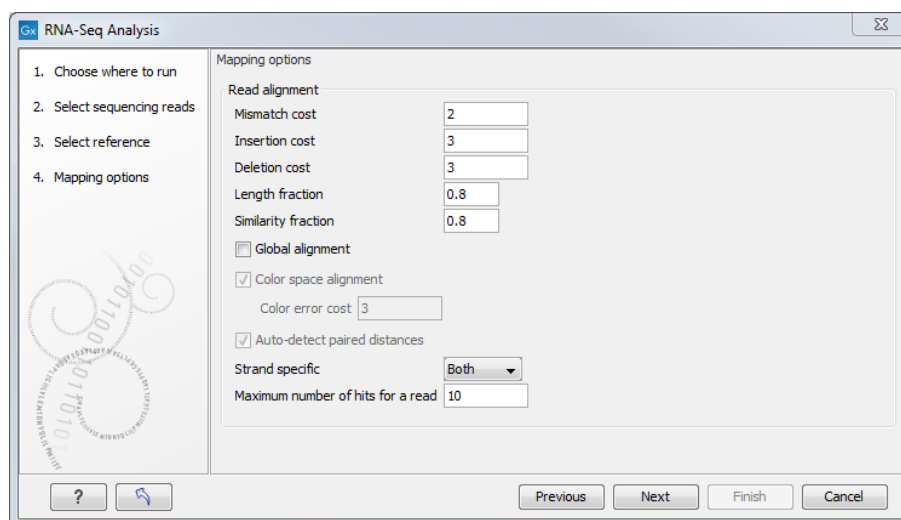 Gx RNA-Seq Analysis
1. Choose where to run
2. Select sequencing reads
3. Select reference
4. Mapping options
Mapping options
Read alignment
Mismatch cost 2
Insertion cost 3
Deletion cost 3
Length fraction 0.8
Similarity fraction 0.8
Global alignment
Color space alignment
Color error cost 3
Auto-detect paired distances
Strand specific Both
Maximum number of hits for a read 10
? Previous Next Finish Cancel